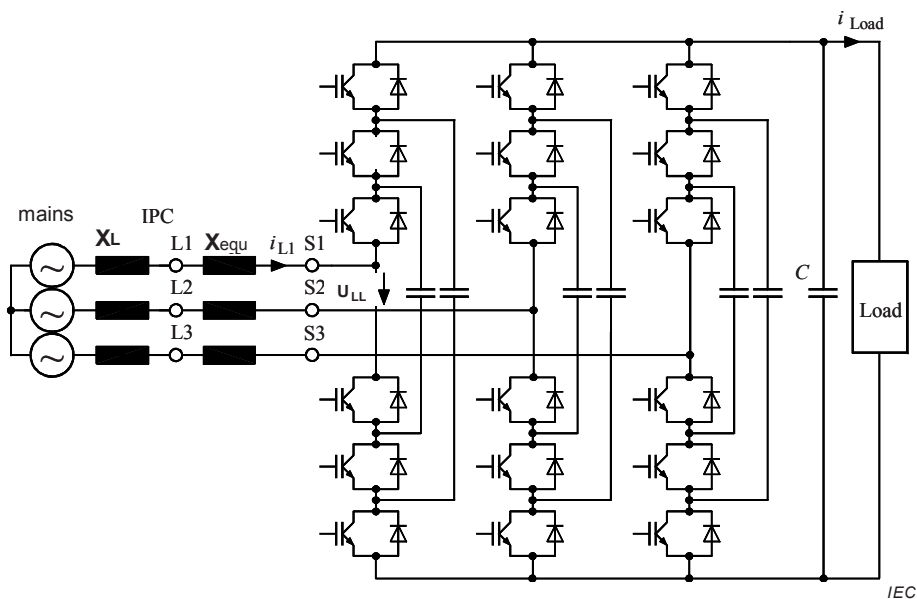 i Load
mains
IPC
XL
L1
Xequ
iL1
S1
L2
S2
ULL
L3
S3
C
Load
IEC